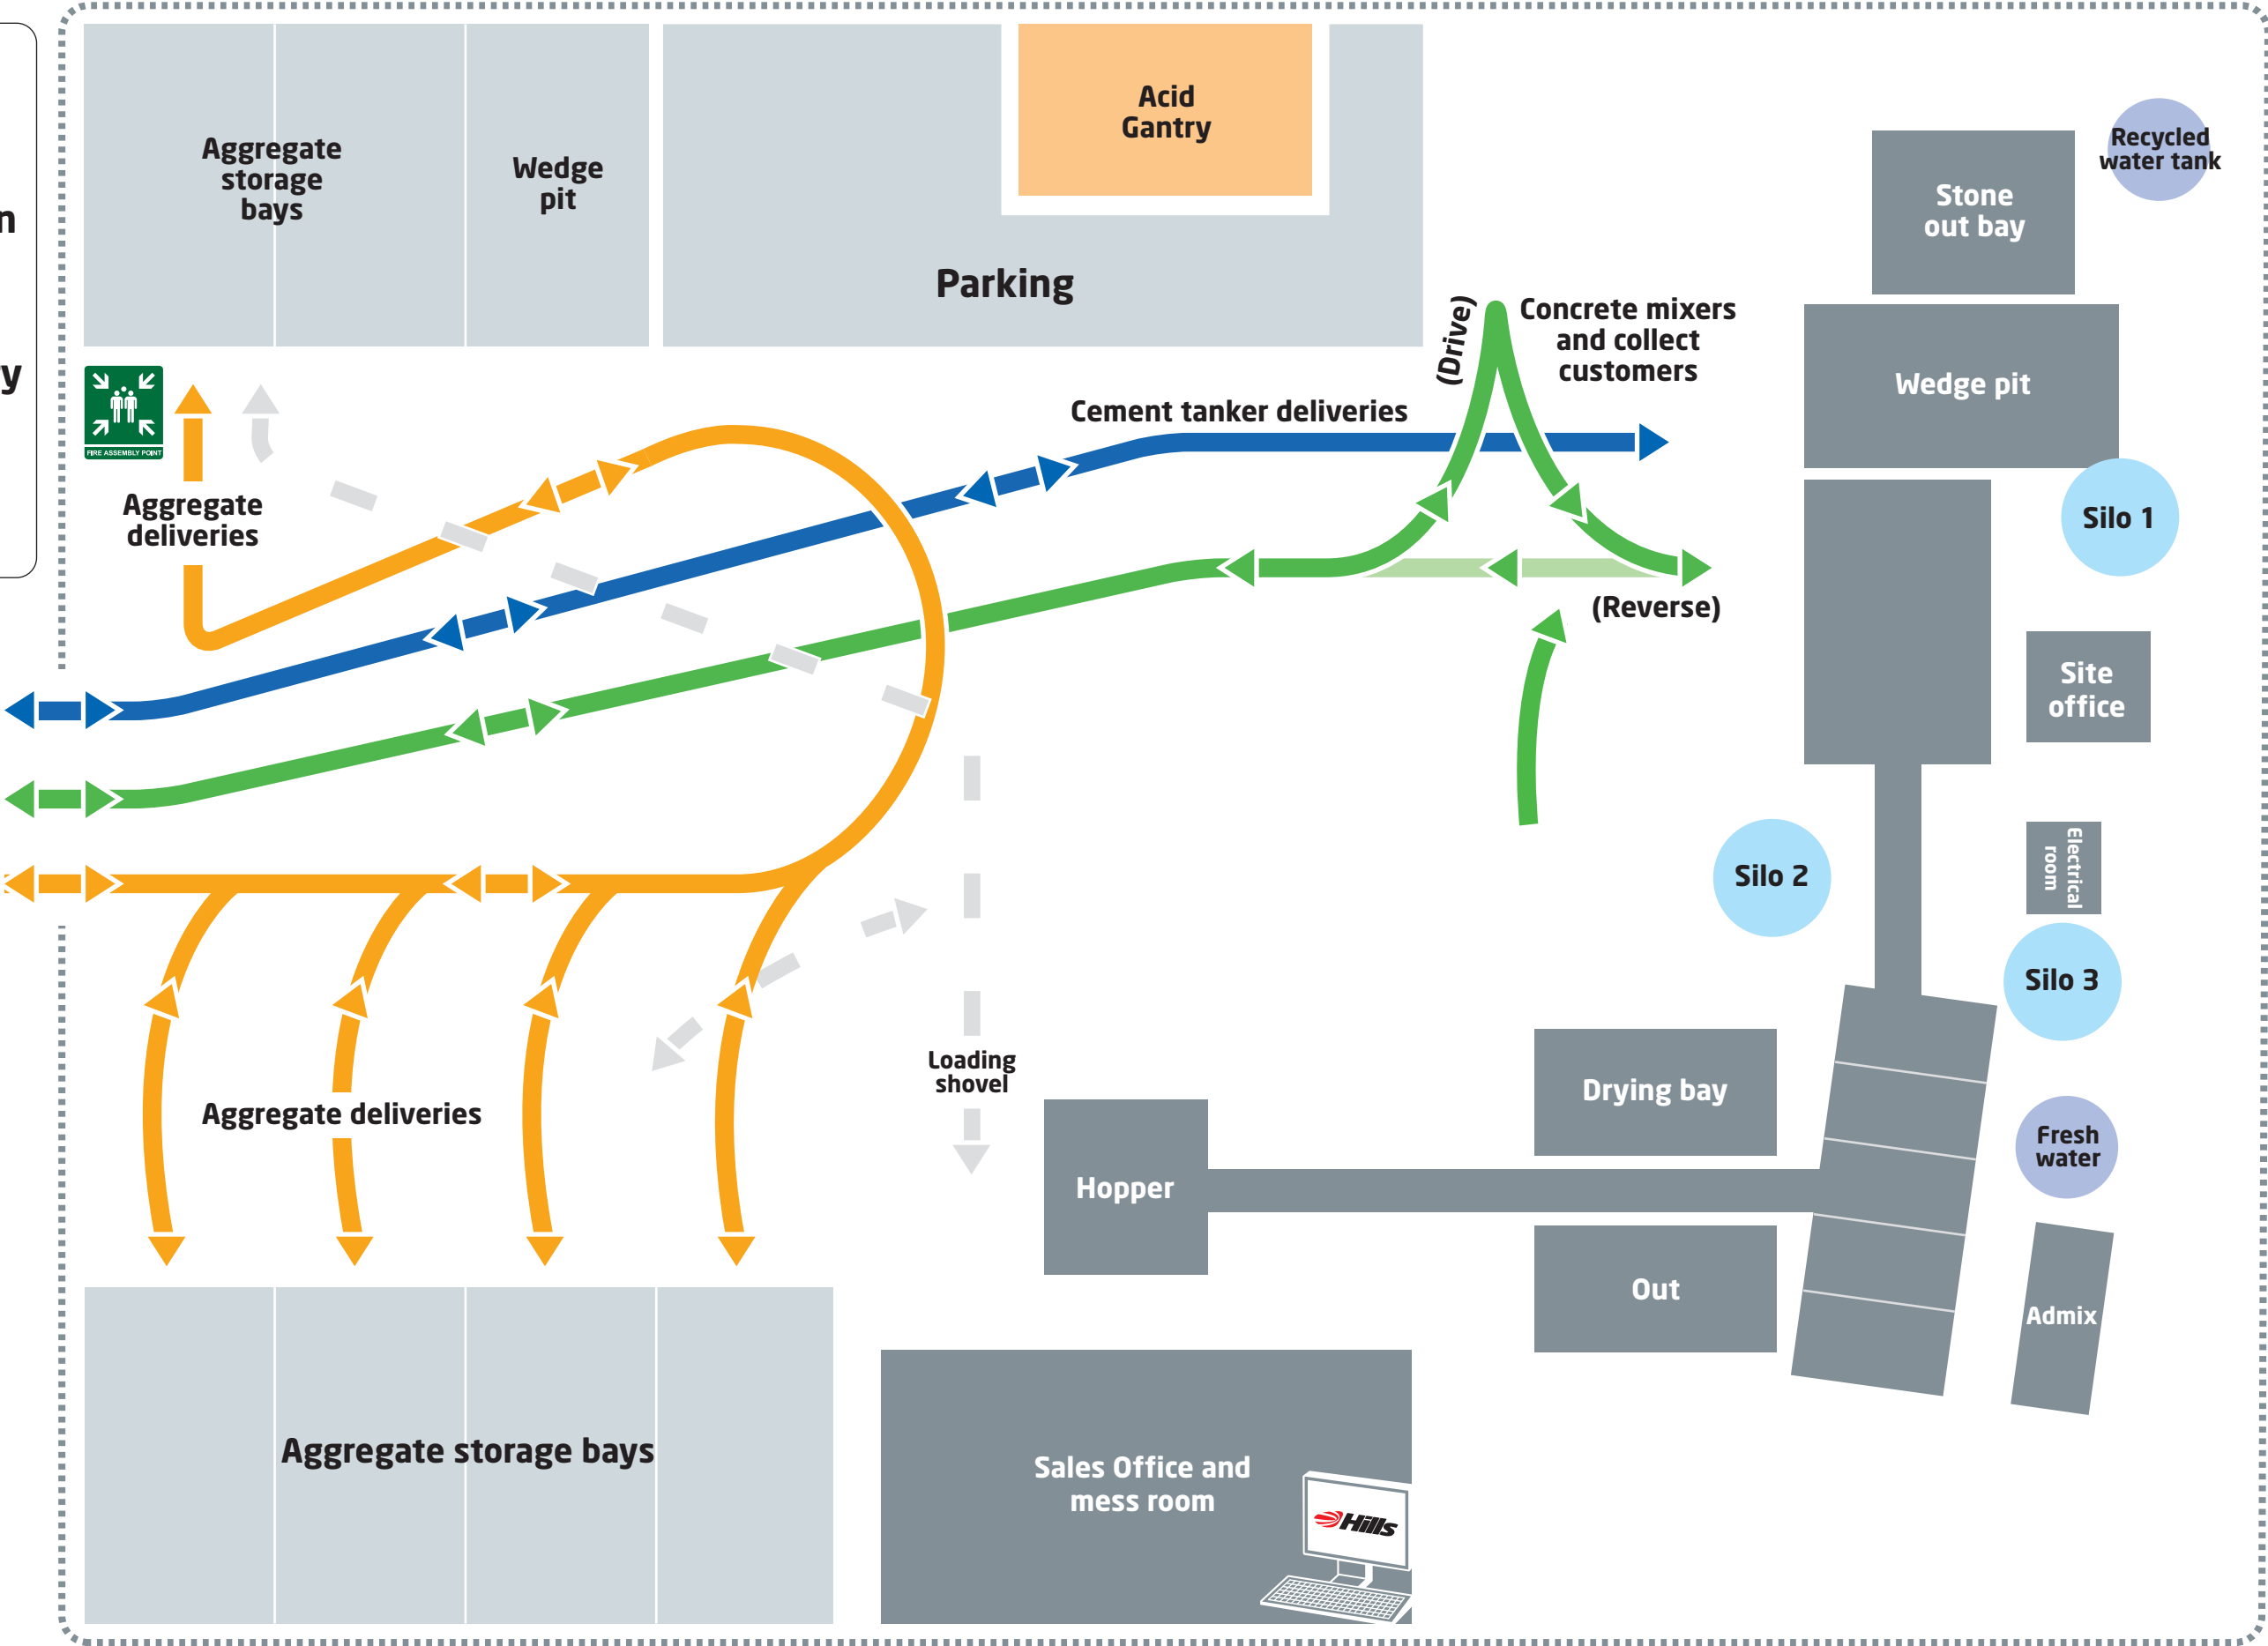 n
y
Aggregate
storage
bays
Wedge
pit
Acid
Gantry
Parking
Recycled
water tank
Stone
out bay
Wedge pit
(Drive)
Concrete mixers
and collect
customers
Cement tanker deliveries
FIRE ASSEMBLY POINT
Aggregate
deliveries
(Reverse)
Silo 1
Site
office
Silo 2
Electrical
room
Silo 3
Loading
shovel
Aggregate deliveries
Drying bay
Hopper
Fresh
water
Out
Admix
Aggregate storage bays
Sales Office and
mess room
Hills